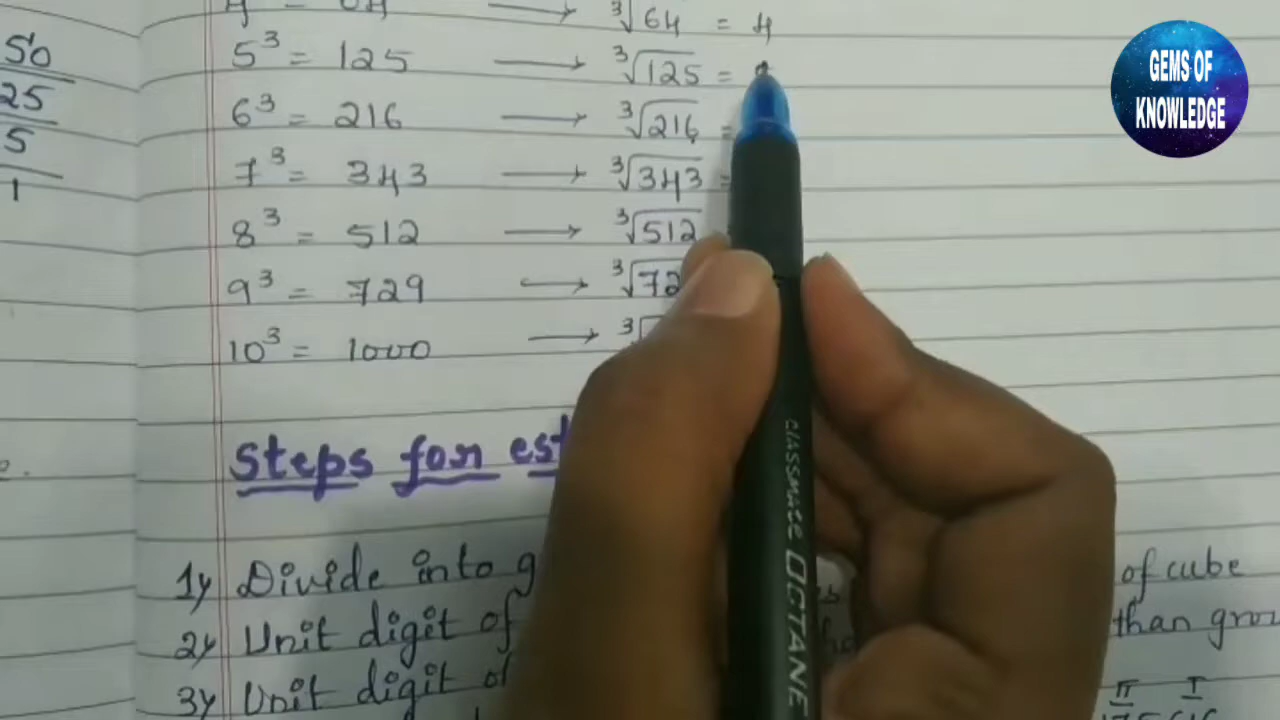 ∛64 = 4
50
5³ = 125 → ∛125 =
25
6³ = 216 → ∛216 =
5
7³ = 343 → ∛343 =
1
8³ = 512 → ∛512
9³ = 729 → ∛72
10³ = 1000 →
Steps for est
1) Divide into g of cube
2) Unit digit of than grou
3) Unit digit of
II I
GEMS OF
KNOWLEDGE
classmate OCTANE